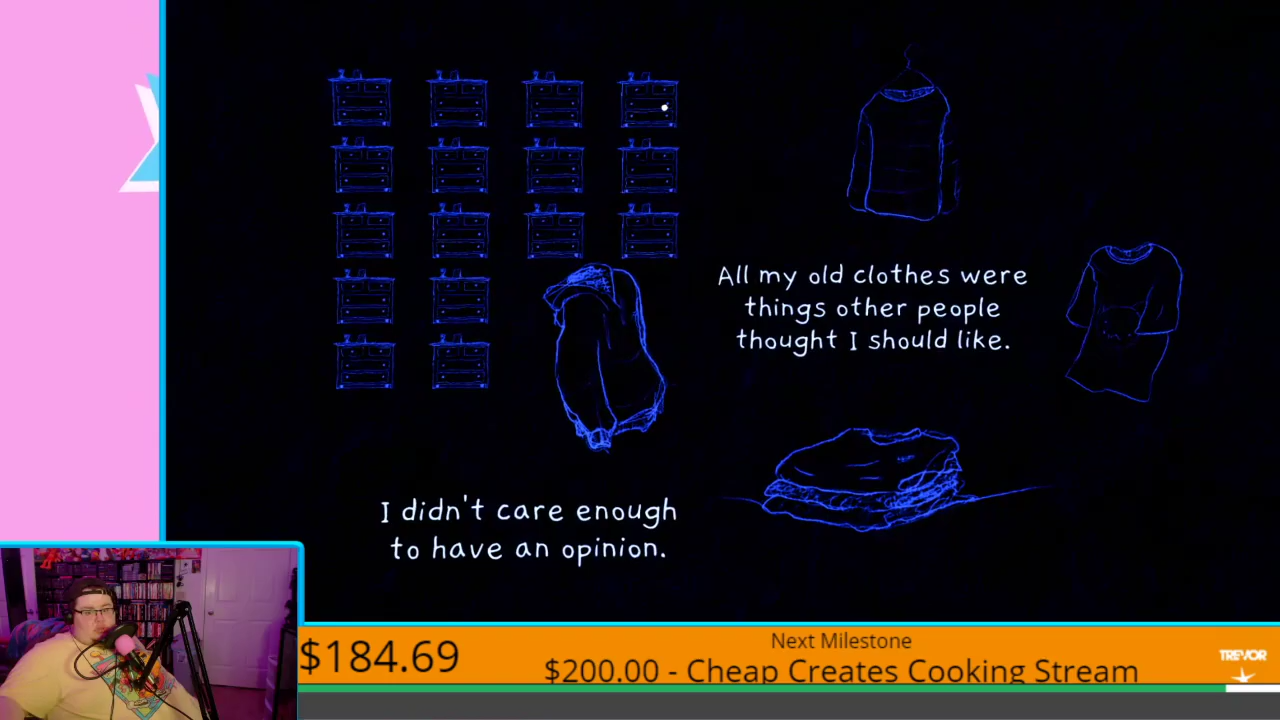 All my old clothes were
things other people
thought I should like.
I didn't care enough
to have an opinion.
$184.69
Next Milestone
$200.00 - Cheap Creates Cooking Stream
TREVOR